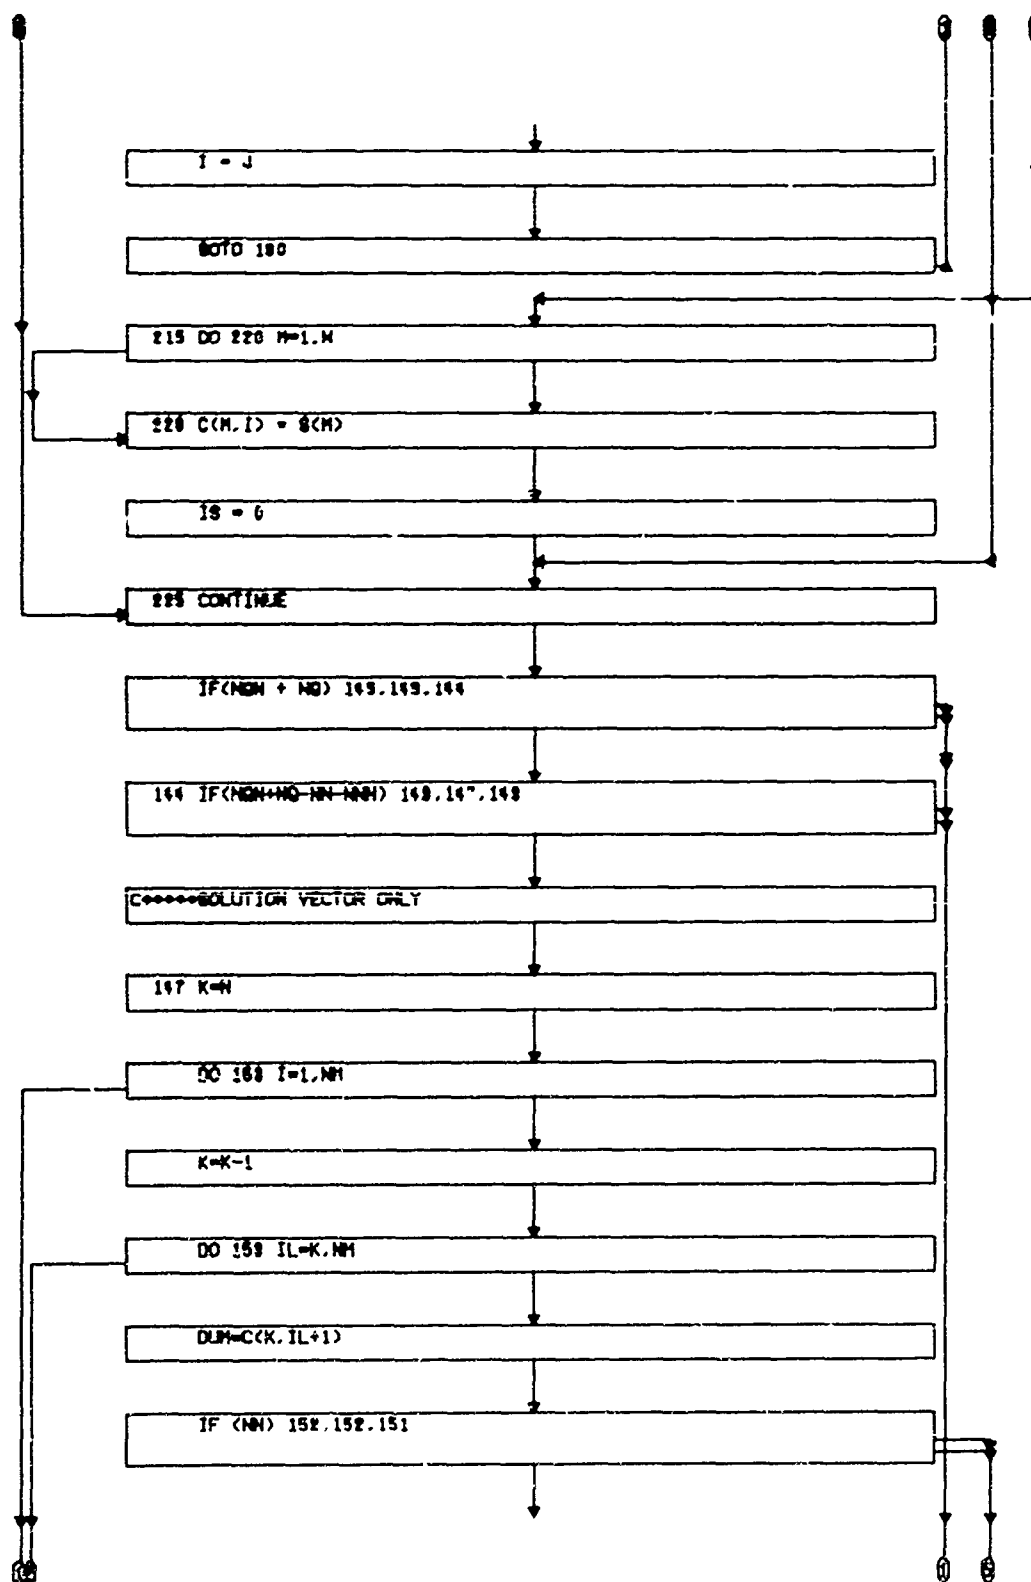 I = J
GOTO 180
215 DO 220 M=1,N
220 C(M,I) = S(M)
IS = 0
225 CONTINUE
IF(NQN + NQ) 149,149,144
144 IF(NQN+NQ-NN-NNN) 149,147,149
C*****SOLUTION VECTOR ONLY
147 K=N
DO I=1,NM
K=K-1
DO IL=K,NM
DUM=C(K,IL+1)
IF (NN) 152,152,151